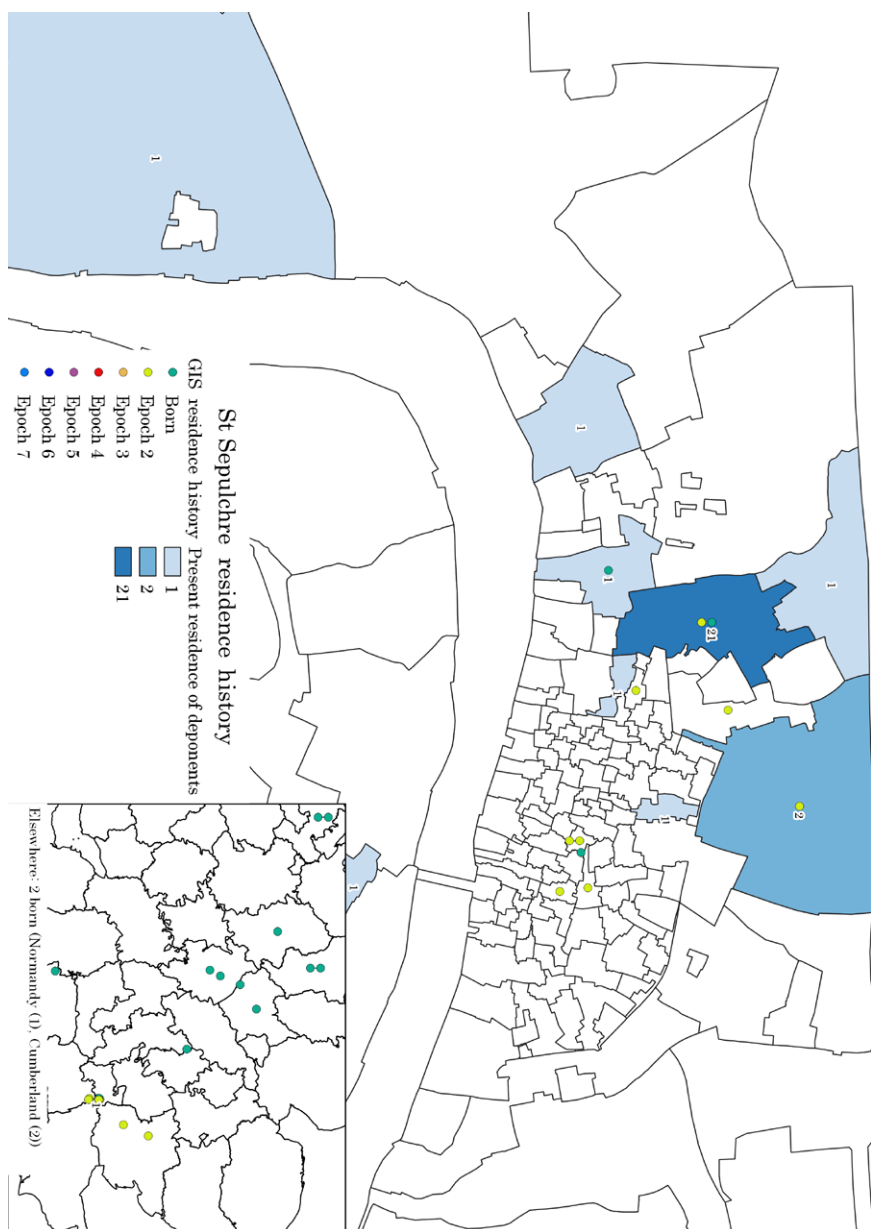 St Sepulchre residence history
GIS residence history
Born
Epoch 2
Epoch 3
Epoch 4
Epoch 5
Epoch 6
Epoch 7
Present residence of deponents
1
2
21
1
1
1
1
21
2
1
1
1
1
Elsewhere: 2 born (Normandy (1), Cumberland (2))